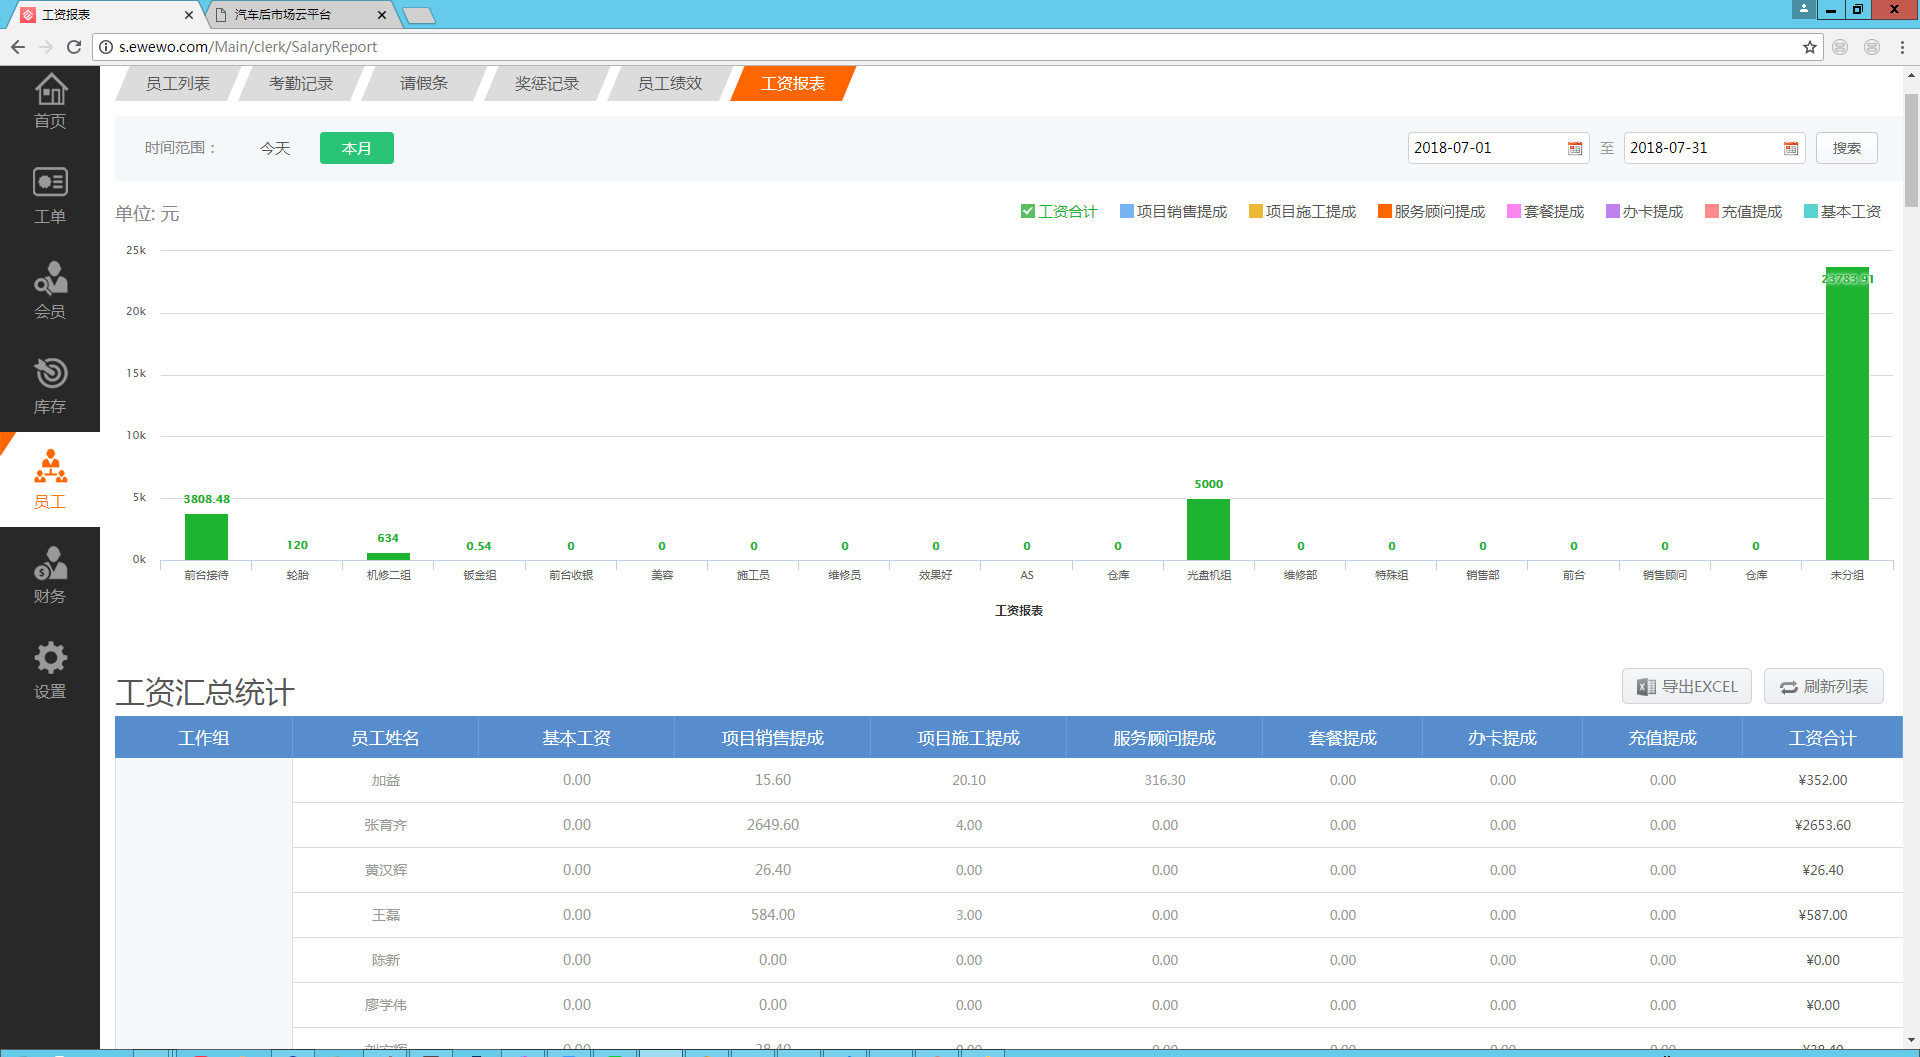 工资报表
汽车后市场云平台
s.ewewo.com/Main/clerk/SalaryReport
首页
工单
会员
库存
员工
财务
设置
员工列表 考勤记录 请假条 奖惩记录 员工绩效 工资报表
时间范围： 今天 本月 2018-07-01 至 2018-07-31 搜索
单位: 元 工资合计 项目销售提成 项目施工提成 服务顾问提成 套餐提成 办卡提成 充值提成 基本工资
25k
20k
15k
10k
5k
0k
3808.48 120 634 0.54 0 0 0 0 0 0 0 5000 0 0 0 0 0 0 23783.91
前台接待 轮胎 机修二组 钣金组 前台收银 美容 施工员 维修员 效果好 AS 仓库 光盘机组 维修部 特殊组 销售部 前台 销售顾问 仓库 未分组
工资报表
工资汇总统计 导出EXCEL 刷新列表
工作组 员工姓名 基本工资 项目销售提成 项目施工提成 服务顾问提成 套餐提成 办卡提成 充值提成 工资合计
加益 0.00 15.60 20.10 316.30 0.00 0.00 0.00 ¥352.00
张育齐 0.00 2649.60 4.00 0.00 0.00 0.00 0.00 ¥2653.60
黄汉辉 0.00 26.40 0.00 0.00 0.00 0.00 0.00 ¥26.40
王磊 0.00 584.00 3.00 0.00 0.00 0.00 0.00 ¥587.00
陈新 0.00 0.00 0.00 0.00 0.00 0.00 0.00 ¥0.00
廖学伟 0.00 0.00 0.00 0.00 0.00 0.00 0.00 ¥0.00